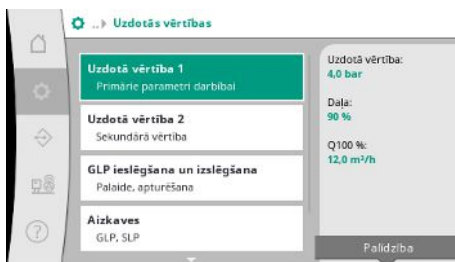 ..› Uzdotās vērtības
Uzdotā vērtība 1
Primārie parametri darbībai
Uzdotā vērtība 2
Sekundārā vērtība
GLP ieslēgšana un izslēgšana
Palaide, apturēšana
Aizkaves
GLP, SLP
Uzdotā vērtība:
4,0 bar
Daļa:
90 %
Q100 %:
12,0 m³/h
Palīdzība